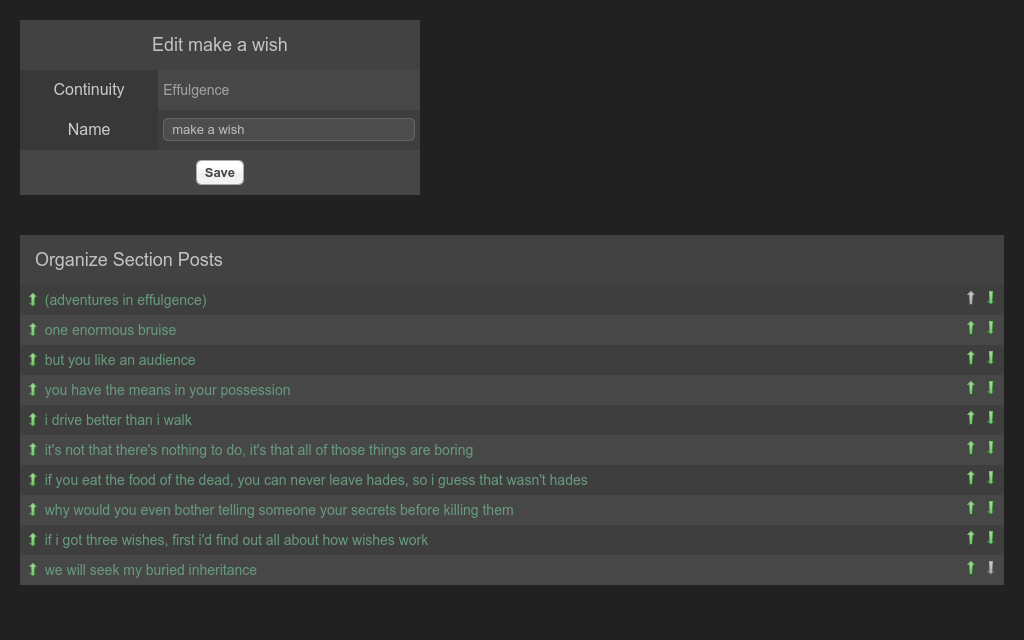 Edit make a wish
Continuity Effulgence
Name make a wish
Save
Organize Section Posts
(adventures in effulgence)
one enormous bruise
but you like an audience
you have the means in your possession
i drive better than i walk
it's not that there's nothing to do, it's that all of those things are boring
if you eat the food of the dead, you can never leave hades, so i guess that wasn't hades
why would you even bother telling someone your secrets before killing them
if i got three wishes, first i'd find out all about how wishes work
we will seek my buried inheritance